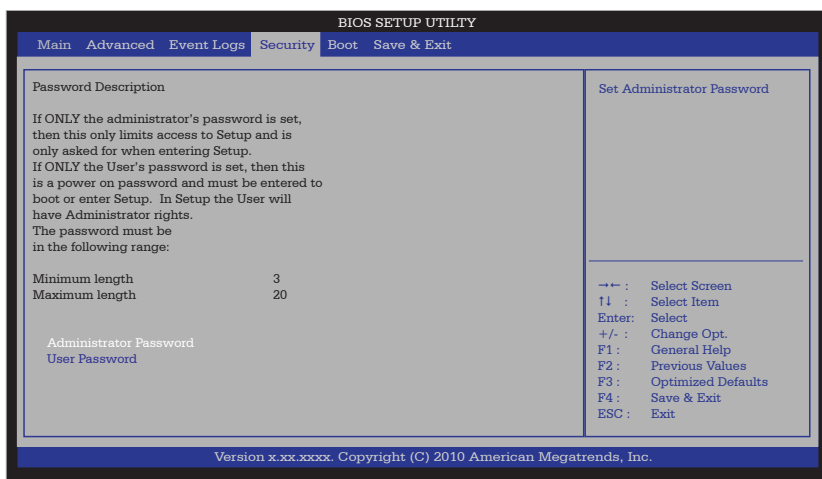 BIOS SETUP UTILTY
Main Advanced Event Logs Security Boot Save & Exit
Password Description
If ONLY the administrator's password is set,
then this only limits access to Setup and is
only asked for when entering Setup.
If ONLY the User's password is set, then this
is a power on password and must be entered to
boot or enter Setup. In Setup the User will
have Administrator rights.
The password must be
in the following range:
Minimum length 3
Maximum length 20
Administrator Password
User Password
Set Administrator Password
→← : Select Screen
↑↓ : Select Item
Enter: Select
+/- : Change Opt.
F1 : General Help
F2 : Previous Values
F3 : Optimized Defaults
F4 : Save & Exit
ESC : Exit
Version x.xx.xxxx. Copyright (C) 2010 American Megatrends, Inc.